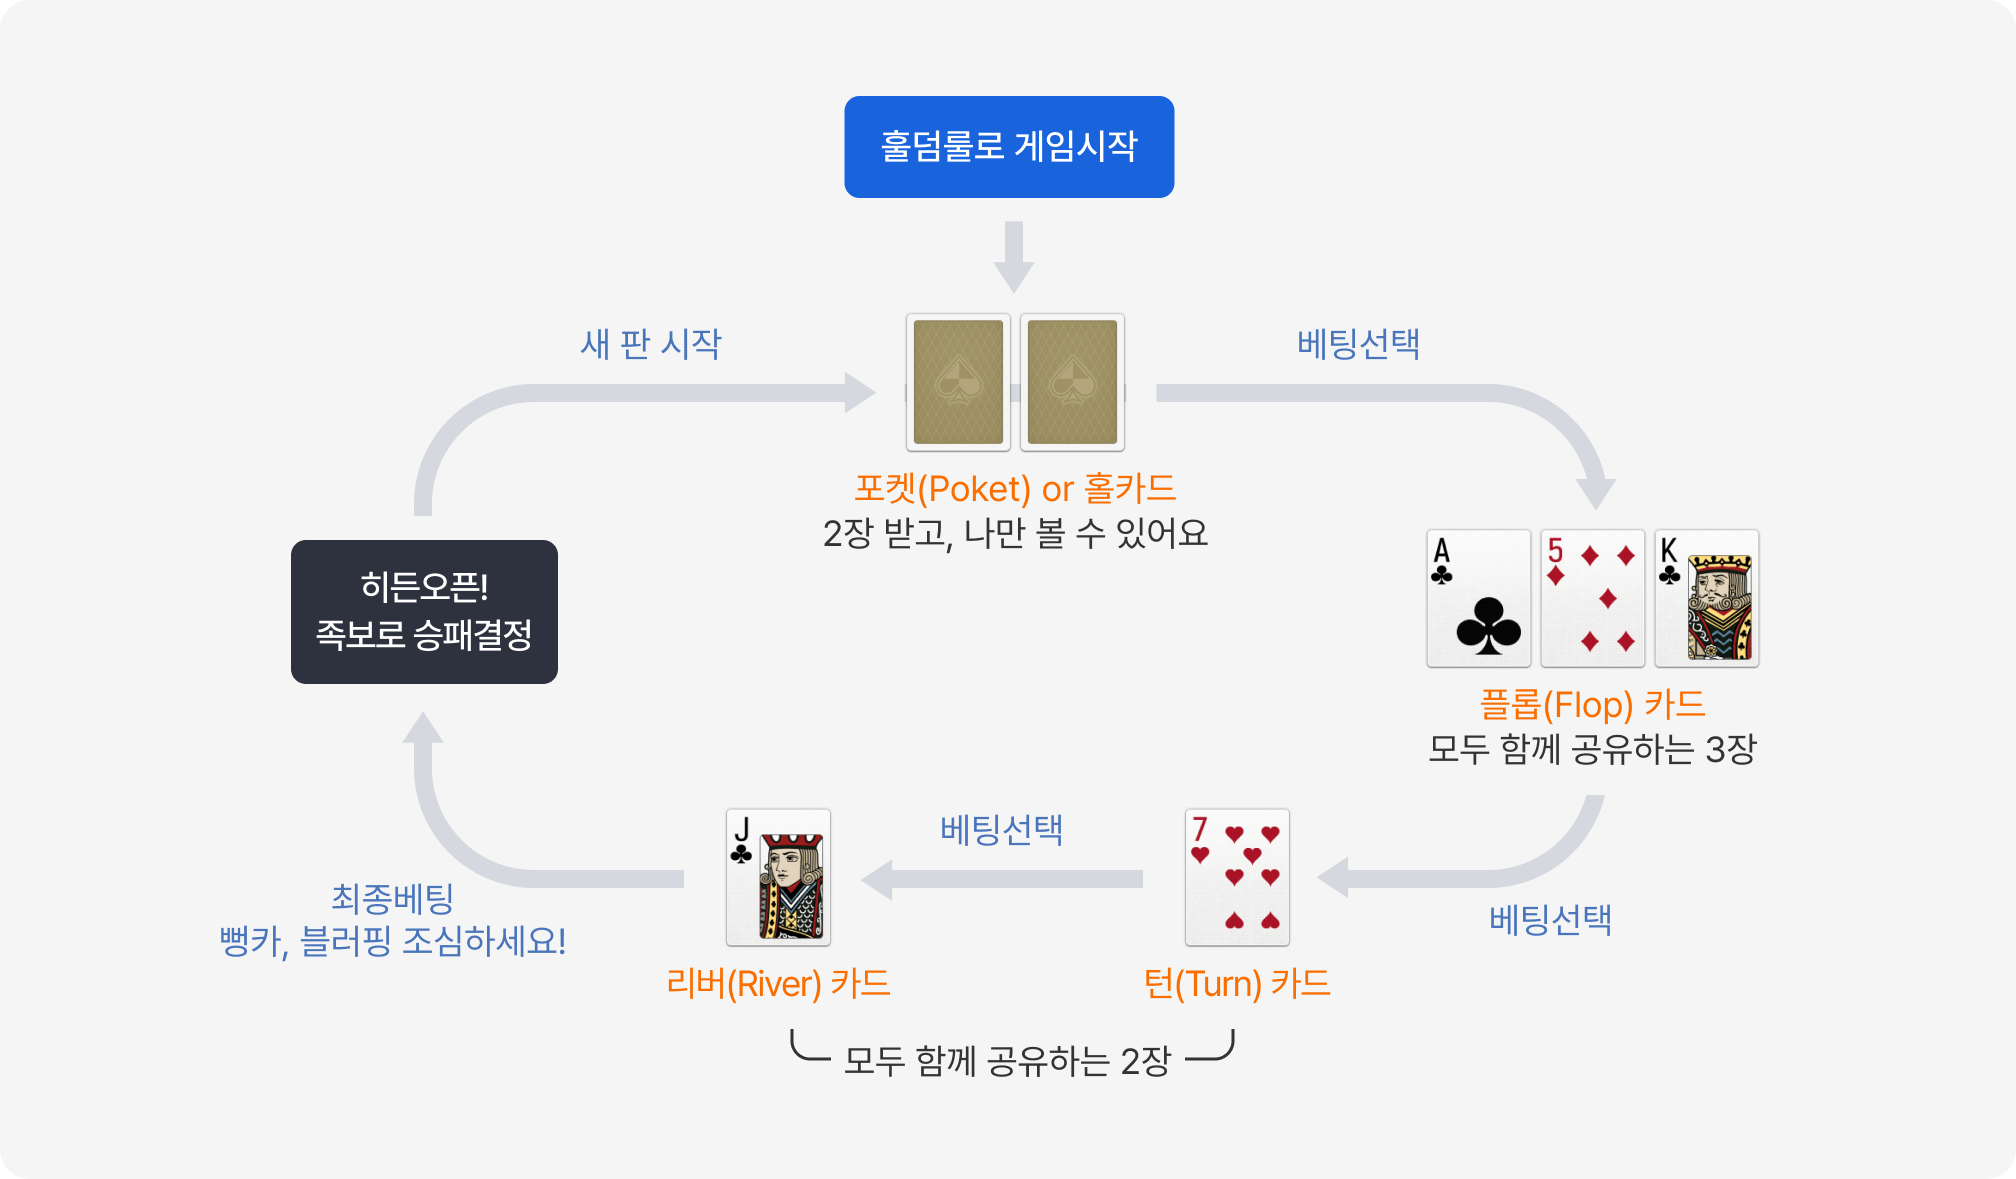 홀덤룰로 게임시작
새 판 시작
베팅선택
포켓(Poket) or 홀카드
2장 받고, 나만 볼 수 있어요
히든오픈!
족보로 승패결정
A
5
K
플롭(Flop) 카드
모두 함께 공유하는 3장
J
베팅선택
7
최종베팅
뻥카, 블러핑 조심하세요!
베팅선택
리버(River) 카드
턴(Turn) 카드
모두 함께 공유하는 2장